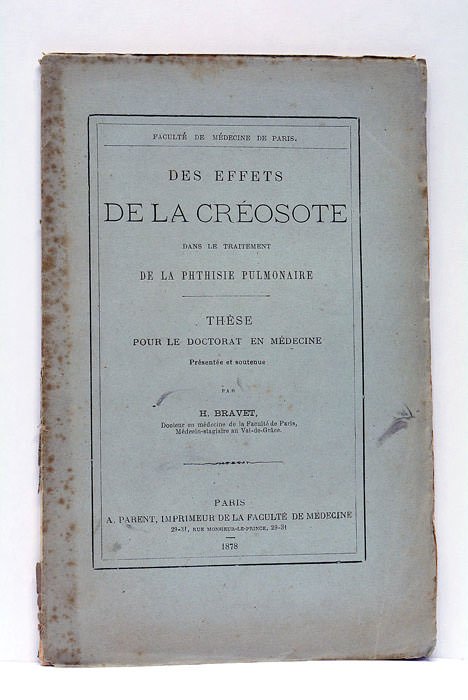 FACULTÉ DE MÉDECINE DE PARIS.
DES EFFETS
DE LA CRÉOSOTE
DANS LE TRAITEMENT
DE LA PHTHISIE PULMONAIRE
THÈSE
POUR LE DOCTORAT EN MÉDECINE
Présentée et soutenue
PAR
H. BRAVET,
Docteur en médecine de la Faculté de Paris,
Médecin-stagiaire au Val-de-Grâce.
PARIS
A. PARENT, IMPRIMEUR DE LA FACULTÉ DE MÉDECINE
29-31, RUE MONSIEUR-LE-PRINCE, 29-31
1878